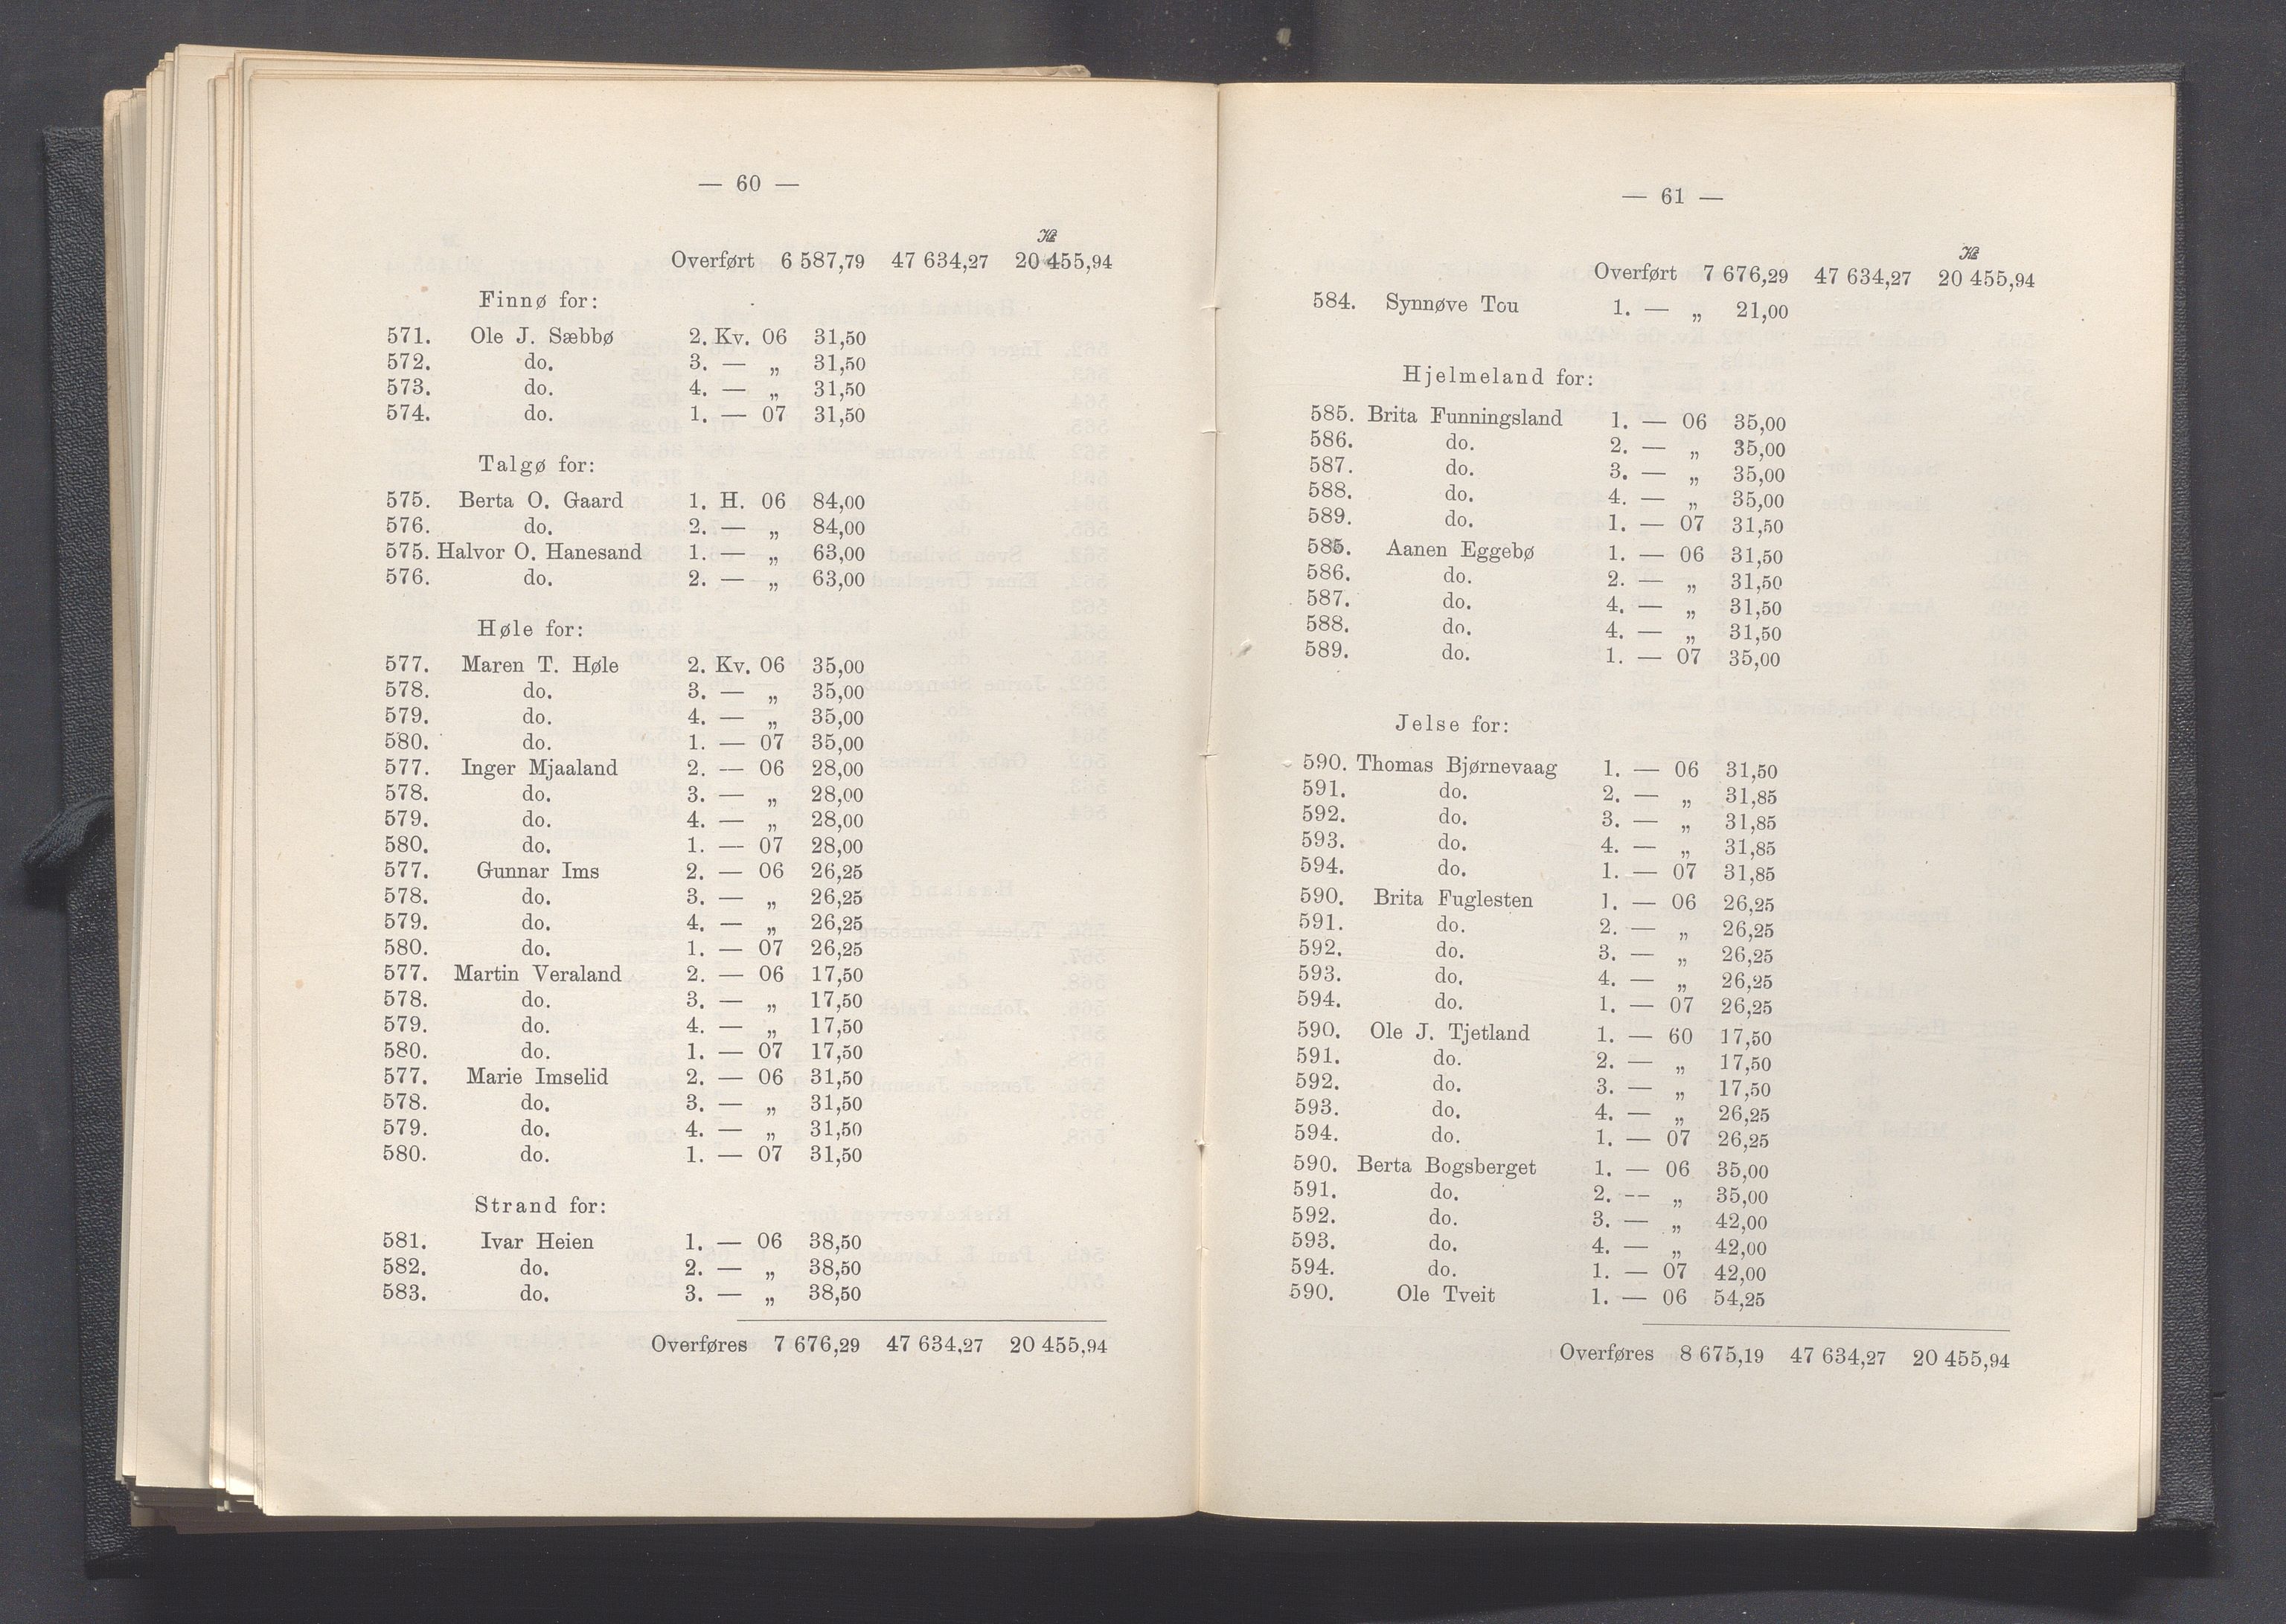 — 60 —
Kr.
Overført 6 587,79 47 634,27 20 455,94
Finnø for:
571. Ole J. Sæbbø 2. Kv. 06 31,50
572. do. 3. — „ 31,50
573. do. 4. — „ 31,50
574. do. 1. — 07 31,50
Talgø for:
575. Berta O. Gaard 1. H. 06 84,00
576. do. 2. — „ 84,00
575. Halvor O. Hanesand 1. — „ 63,00
576. do. 2. — „ 63,00
Høle for:
577. Maren T. Høle 2. Kv. 06 35,00
578. do. 3. — „ 35,00
579. do. 4. — „ 35,00
580. do. 1. — 07 35,00
577. Inger Mjaaland 2. — 06 28,00
578. do. 3. — „ 28,00
579. do. 4. — „ 28,00
580. do. 1. — 07 28,00
577. Gunnar Ims 2. — 06 26,25
578. do. 3. — „ 26,25
579. do. 4. — „ 26,25
580. do. 1. — 07 26,25
577. Martin Veraland 2. — 06 17,50
578. do. 3. — „ 17,50
579. do. 4. — „ 17,50
580. do. 1. — 07 17,50
577. Marie Imselid 2. — 06 31,50
578. do. 3. — „ 31,50
579. do. 4. — „ 31,50
580. do. 1. — 07 31,50
Strand for:
581. Ivar Heien 1. — 06 38,50
582. do. 2. — „ 38,50
583. do. 3. — „ 38,50
Overføres 7 676,29 47 634,27 20 455,94
— 61 —
Kr.
Overført 7 676,29 47 634,27 20 455,94
584. Synnøve Tou 1. — „ 21,00
Hjelmeland for:
585. Brita Funningsland 1. — 06 35,00
586. do. 2. — „ 35,00
587. do. 3. — „ 35,00
588. do. 4. — „ 35,00
589. do. 1. — 07 31,50
585. Aanen Eggebø 1. — 06 31,50
586. do. 2. — „ 31,50
587. do. 4. — „ 31,50
588. do. 4. — „ 31,50
589. do. 1. — 07 35,00
Jelse for:
590. Thomas Bjørnevaag 1. — 06 31,50
591. do. 2. — „ 31,85
592. do. 3. — „ 31,85
593. do. 4. — „ 31,85
594. do. 1. — 07 31,85
590. Brita Fuglesten 1. — 06 26,25
591. do. 2. — „ 26,25
592. do. 3. — „ 26,25
593. do. 4. — „ 26,25
594. do. 1. — 07 26,25
590. Ole J. Tjetland 1. — 60 17,50
591. do. 2. — „ 17,50
592. do. 3. — „ 17,50
593. do. 4. — „ 26,25
594. do. 1. — 07 26,25
590. Berta Bogsberget 1. — 06 35,00
591. do. 2. -- „ 35,00
592. do. 3. — „ 42,00
593. do. 4. — „ 42,00
594. do. 1. — 07 42,00
590. Ole Tveit 1. — 06 54,25
Overføres 8 675,19 47 634,27 20 455,94